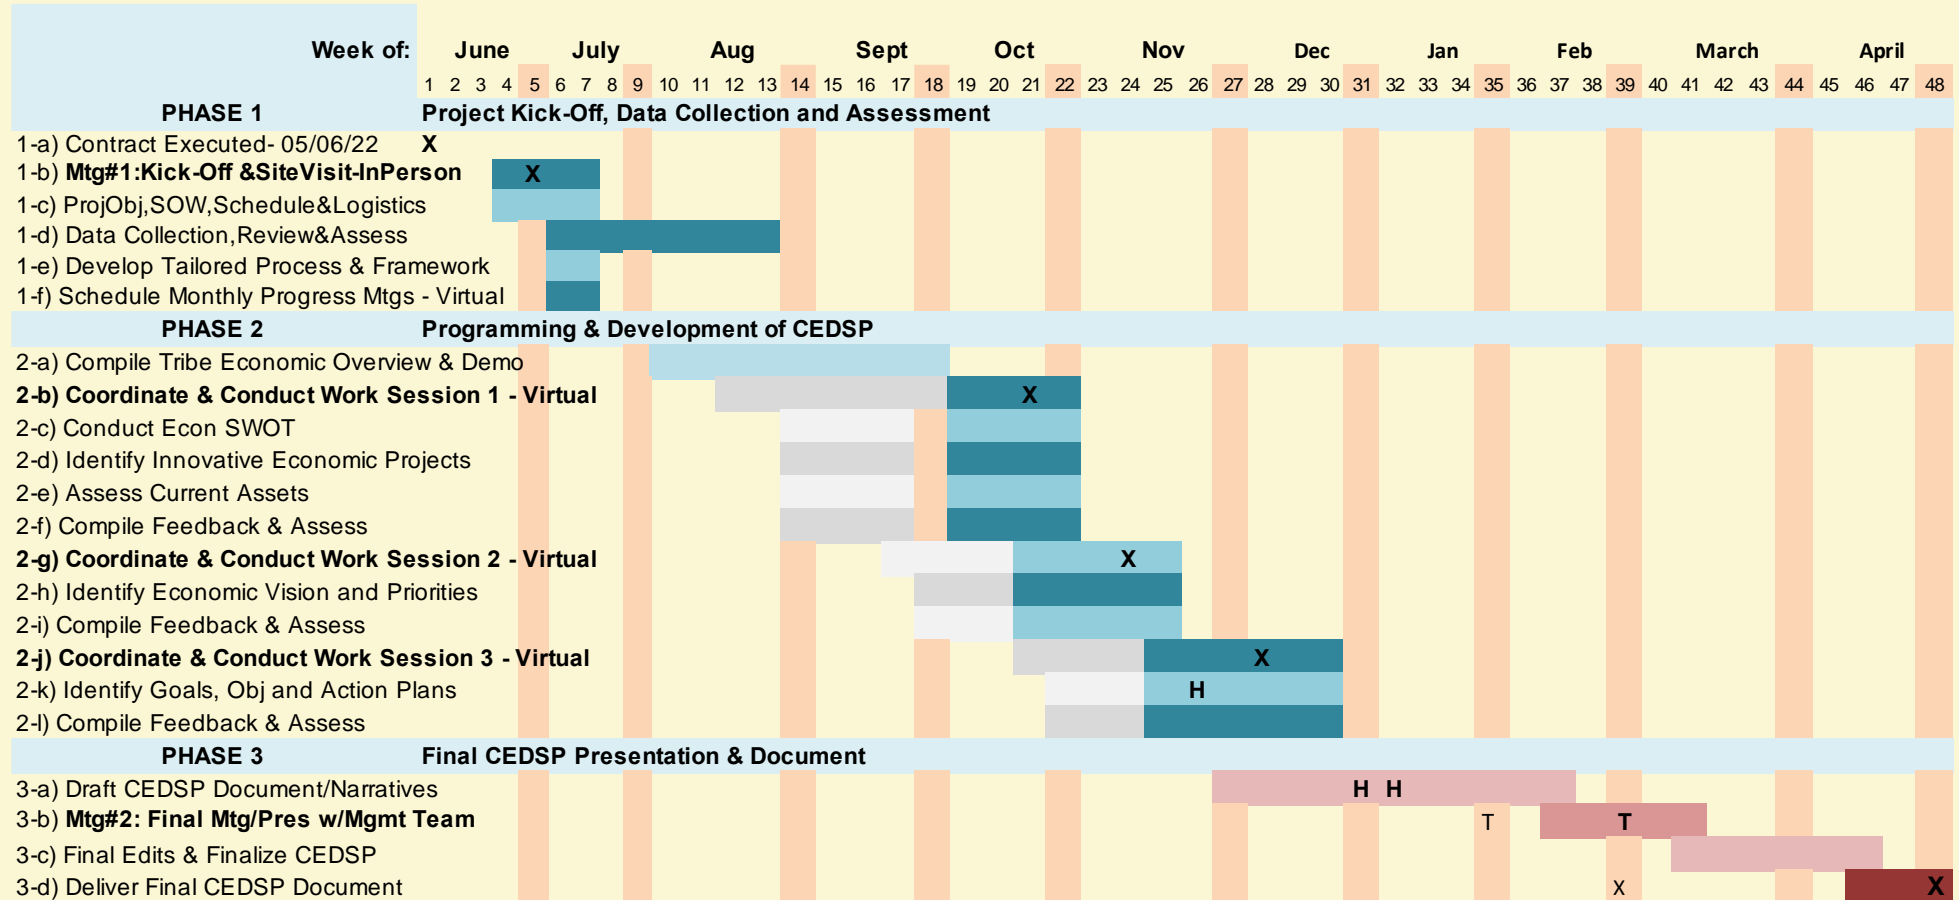 Week of: June July Aug Sept Oct Nov Dec Jan Feb March April
1 2 3 4 5 6 7 8 9 10 11 12 13 14 15 16 17 18 19 20 21 22 23 24 25 26 27 28 29 30 31 32 33 34 35 36 37 38 39 40 41 42 43 44 45 46 47 48
PHASE 1 Project Kick-Off, Data Collection and Assessment
1-a) Contract Executed- 05/06/22 X
1-b) Mtg#1:Kick-Off &SiteVisit-InPerson X
1-c) ProjObj,SOW,Schedule&Logistics
1-d) Data Collection,Review&Assess
1-e) Develop Tailored Process & Framework
1-f) Schedule Monthly Progress Mtgs - Virtual
PHASE 2 Programming & Development of CEDSP
2-a) Compile Tribe Economic Overview & Demo
2-b) Coordinate & Conduct Work Session 1 - Virtual X
2-c) Conduct Econ SWOT
2-d) Identify Innovative Economic Projects
2-e) Assess Current Assets
2-f) Compile Feedback & Assess
2-g) Coordinate & Conduct Work Session 2 - Virtual X
2-h) Identify Economic Vision and Priorities
2-i) Compile Feedback & Assess
2-j) Coordinate & Conduct Work Session 3 - Virtual X
2-k) Identify Goals, Obj and Action Plans H
2-l) Compile Feedback & Assess
PHASE 3 Final CEDSP Presentation & Document
3-a) Draft CEDSP Document/Narratives H H
3-b) Mtg#2: Final Mtg/Pres w/Mgmt Team T T
3-c) Final Edits & Finalize CEDSP
3-d) Deliver Final CEDSP Document X X